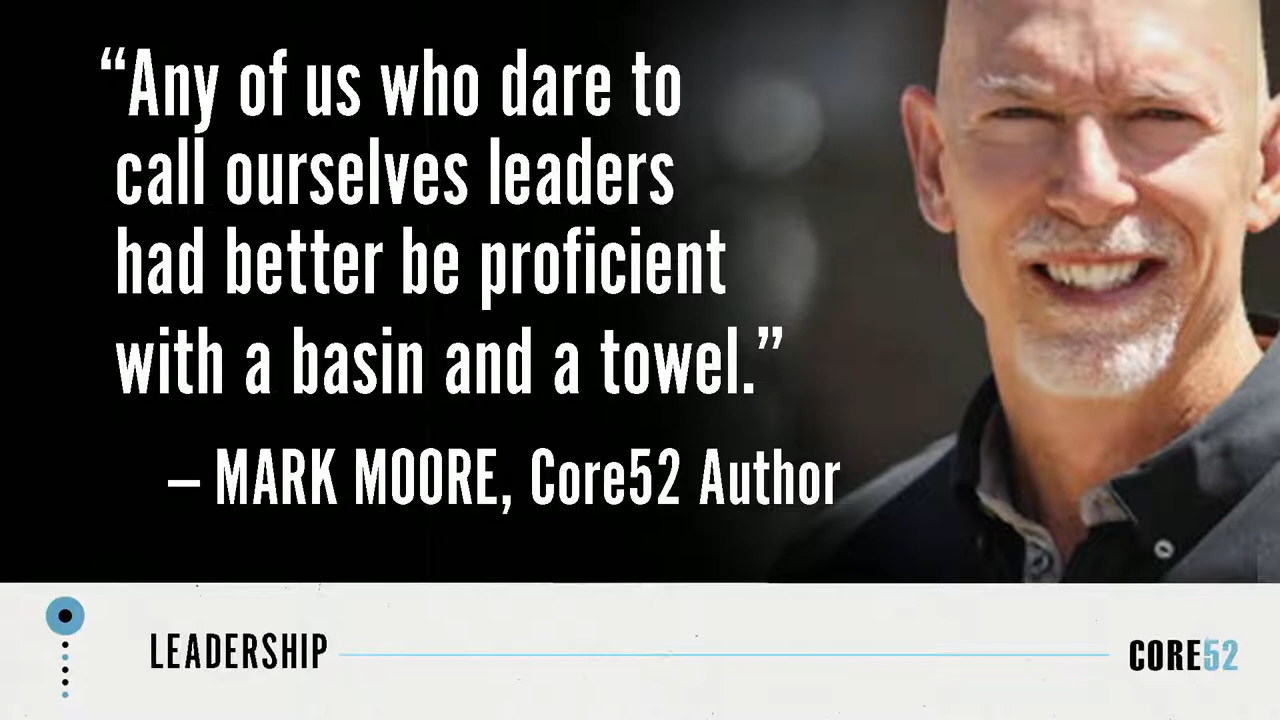 “Any of us who dare to
call ourselves leaders
had better be proficient
with a basin and a towel.”
– MARK MOORE, Core52 Author
LEADERSHIP
CORE52